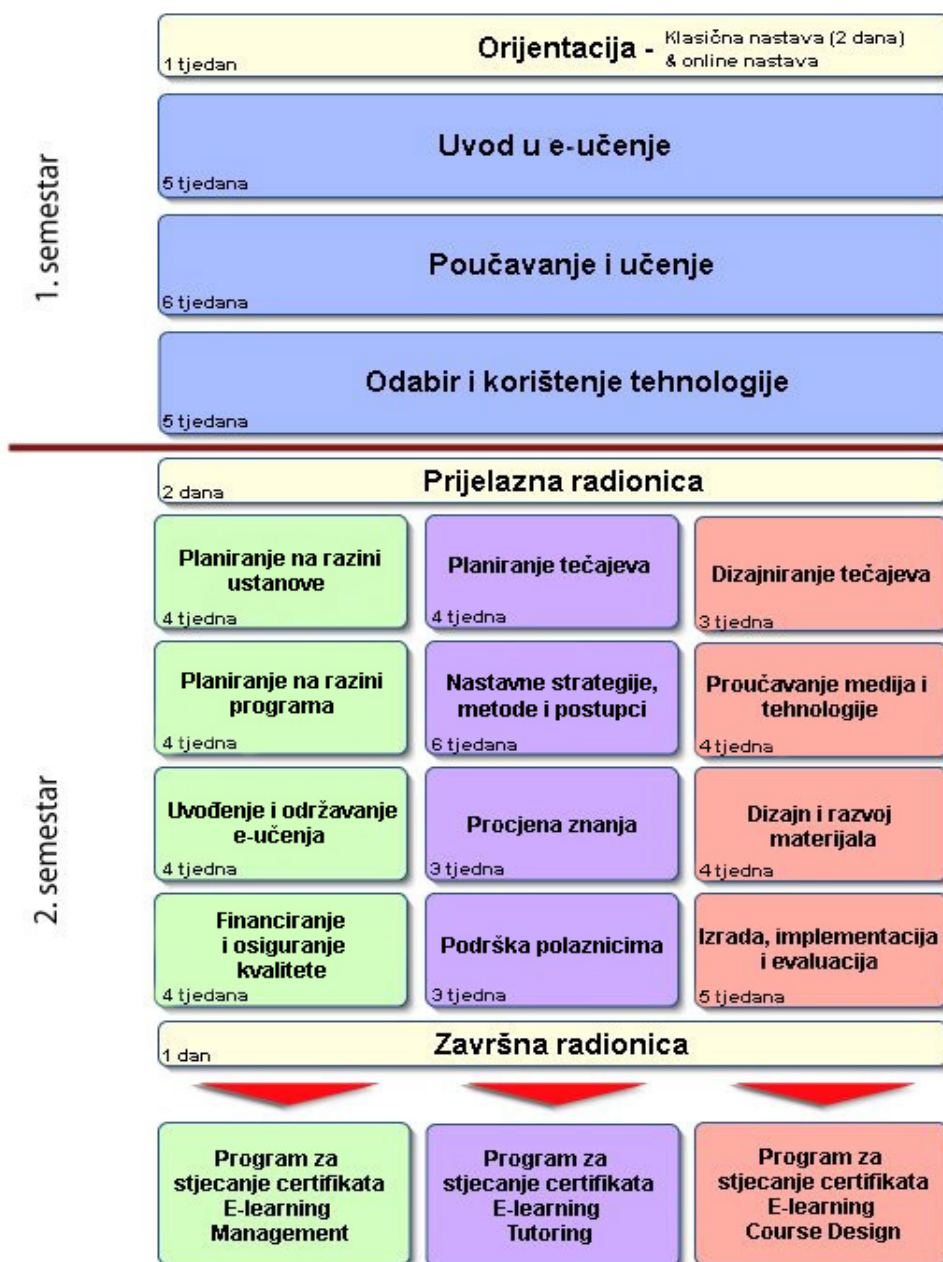 1. semestar
Orijentacija -
Klasična nastava (2 dana)
& online nastava
1 tjedan
Uvod u e-učenje
5 tjedana
Poučavanje i učenje
6 tjedana
Odabir i korištenje tehnologije
5 tjedana
2. semestar
Prijelazna radionica
2 dana
Planiranje na razini
ustanove
4 tjedna
Planiranje tečajeva
4 tjedna
Dizajniranje tečajeva
3 tjedna
Planiranje na razini
programa
4 tjedna
Nastavne strategije,
metode i postupci
6 tjedana
Proučavanje medija i
tehnologije
4 tjedna
Uvođenje i održavanje
e-učenja
4 tjedna
Procjena znanja
3 tjedna
Dizajn i razvoj
materijala
4 tjedna
Financiranje
i osiguranje
kvalitete
4 tjedana
Podrška polaznicima
3 tjedna
Izrada, implementacija
i evaluacija
5 tjedana
Završna radionica
1 dan
Program za
stjecanje certifikata
E-learning
Management
Program za
stjecanje certifikata
E-learning
Tutoring
Program za
stjecanje certifikata
E-learning
Course Design